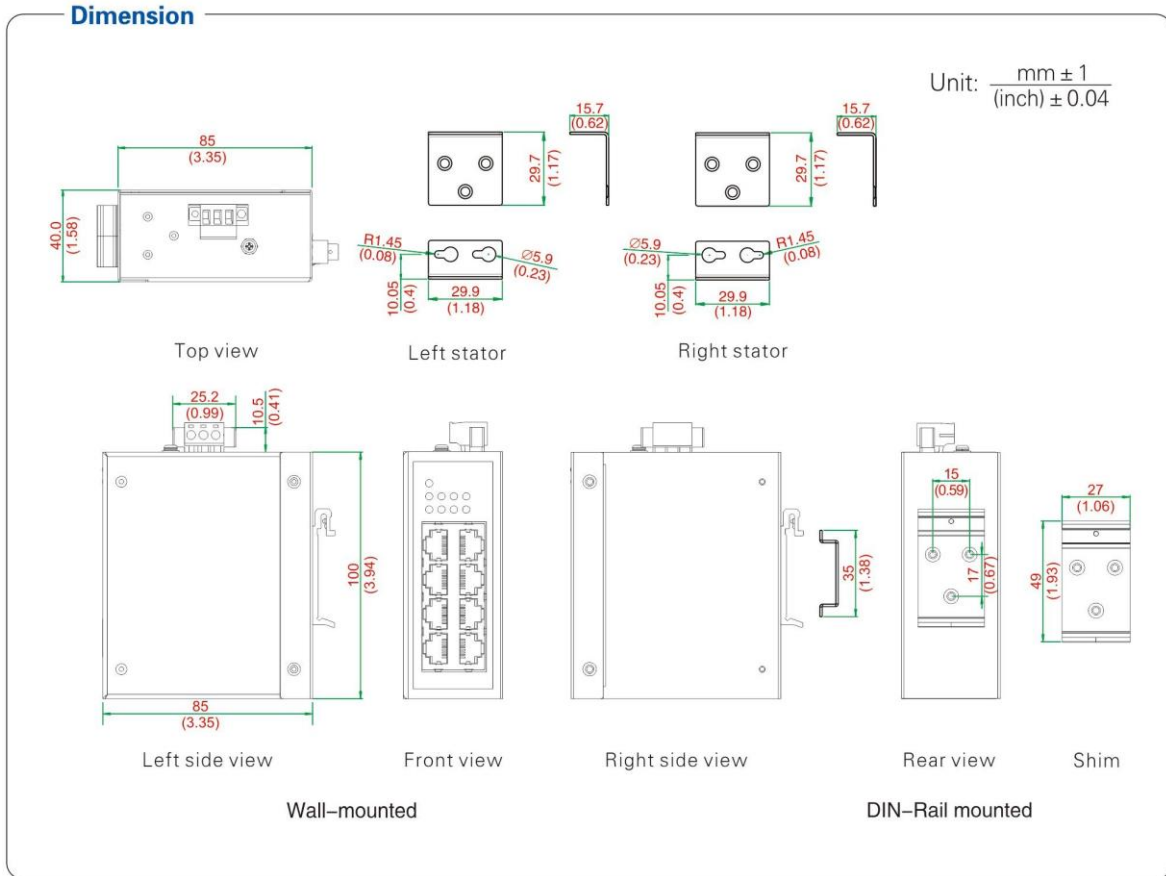 Dimension
Unit: mm ± 1
(inch) ± 0.04
85
(3.35)
40.0
(1.58)
Top view
29.7
(1.17)
15.7
(0.62)
R1.45
(0.08)
Ø5.9
(0.23)
10.05
(0.4)
29.9
(1.18)
Left stator
29.7
(1.17)
15.7
(0.62)
Ø5.9
(0.23)
R1.45
(0.08)
10.05
(0.4)
29.9
(1.18)
Right stator
25.2
(0.99)
10.5
(0.41)
100
(3.94)
85
(3.35)
Left side view
Front view
35
(1.38)
Right side view
15
(0.59)
17
(0.67)
Rear view
27
(1.06)
49
(1.93)
Shim
Wall–mounted
DIN–Rail mounted